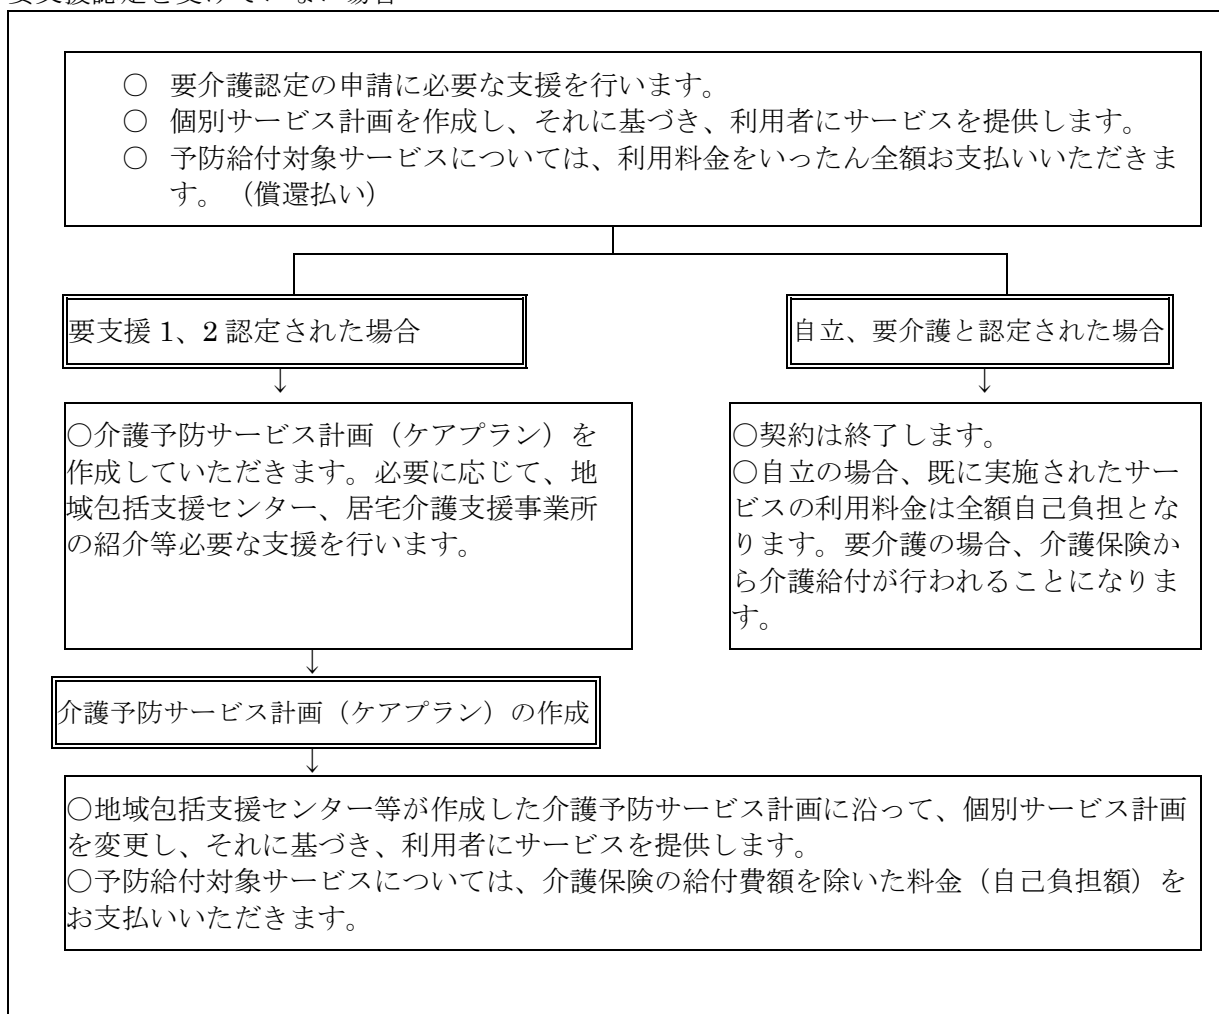 要支援認定を受けていない場合
○ 要介護認定の申請に必要な支援を行います。
○ 個別サービス計画を作成し、それに基づき、利用者にサービスを提供します。
○ 予防給付対象サービスについては、利用料金をいったん全額お支払いいただきま
す。（償還払い）
要支援 1、2 認定された場合
自立、要介護と認定された場合
↓
↓
○介護予防サービス計画（ケアプラン）を
作成していただきます。必要に応じて、地
域包括支援センター、居宅介護支援事業所
の紹介等必要な支援を行います。
○契約は終了します。
○自立の場合、既に実施されたサー
ビスの利用料金は全額自己負担とな
ります。要介護の場合、介護保険か
ら介護給付が行われることになりま
す。
↓
介護予防サービス計画（ケアプラン）の作成
↓
○地域包括支援センター等が作成した介護予防サービス計画に沿って、個別サービス計画
を変更し、それに基づき、利用者にサービスを提供します。
○予防給付対象サービスについては、介護保険の給付費額を除いた料金（自己負担額）を
お支払いいただきます。